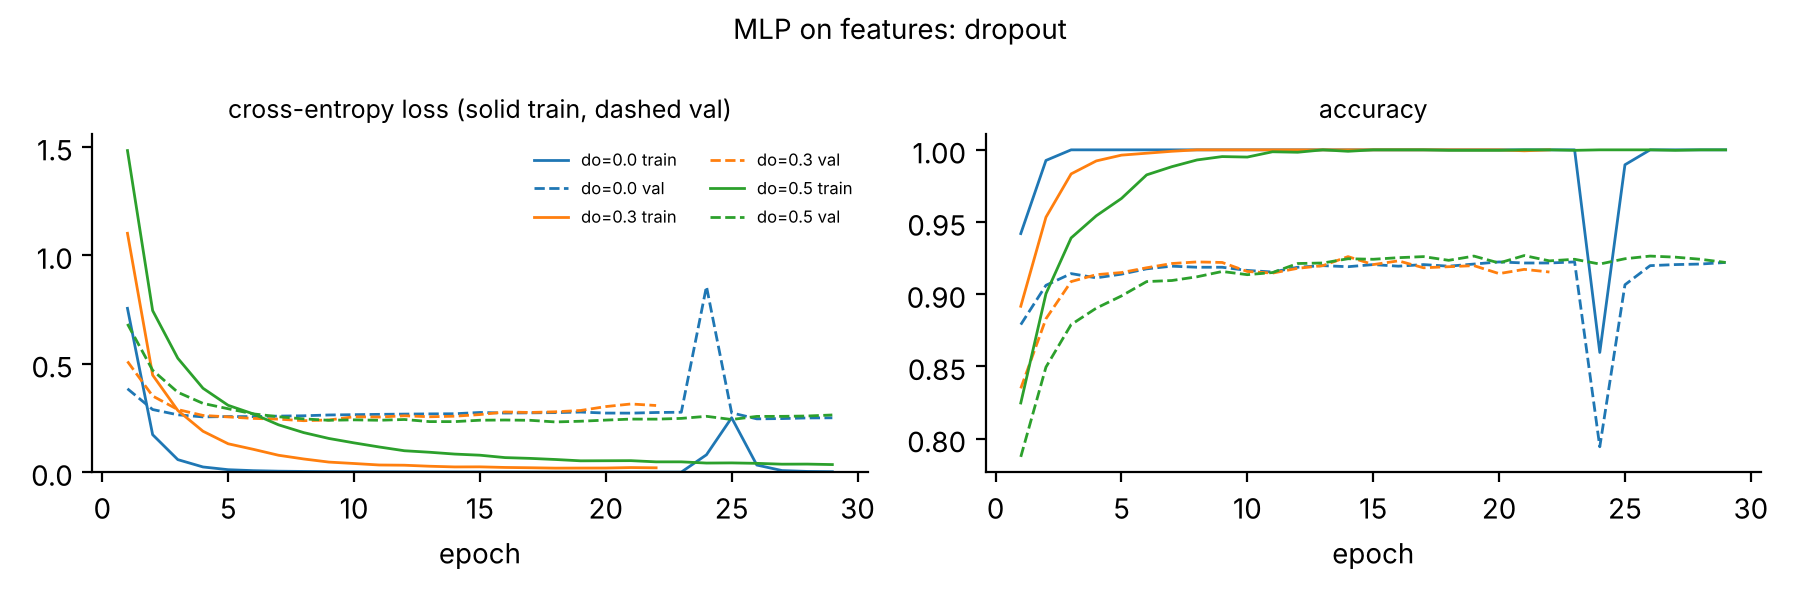 MLP on features: dropout
cross-entropy loss (solid train, dashed val)
1.5
1.0
0.5
0.0
do=0.0 train
do=0.0 val
do=0.3 train
do=0.3 val
do=0.5 train
do=0.5 val
0 5 10 15 20 25 30
epoch
accuracy
1.00
0.95
0.90
0.85
0.80
0 5 10 15 20 25 30
epoch